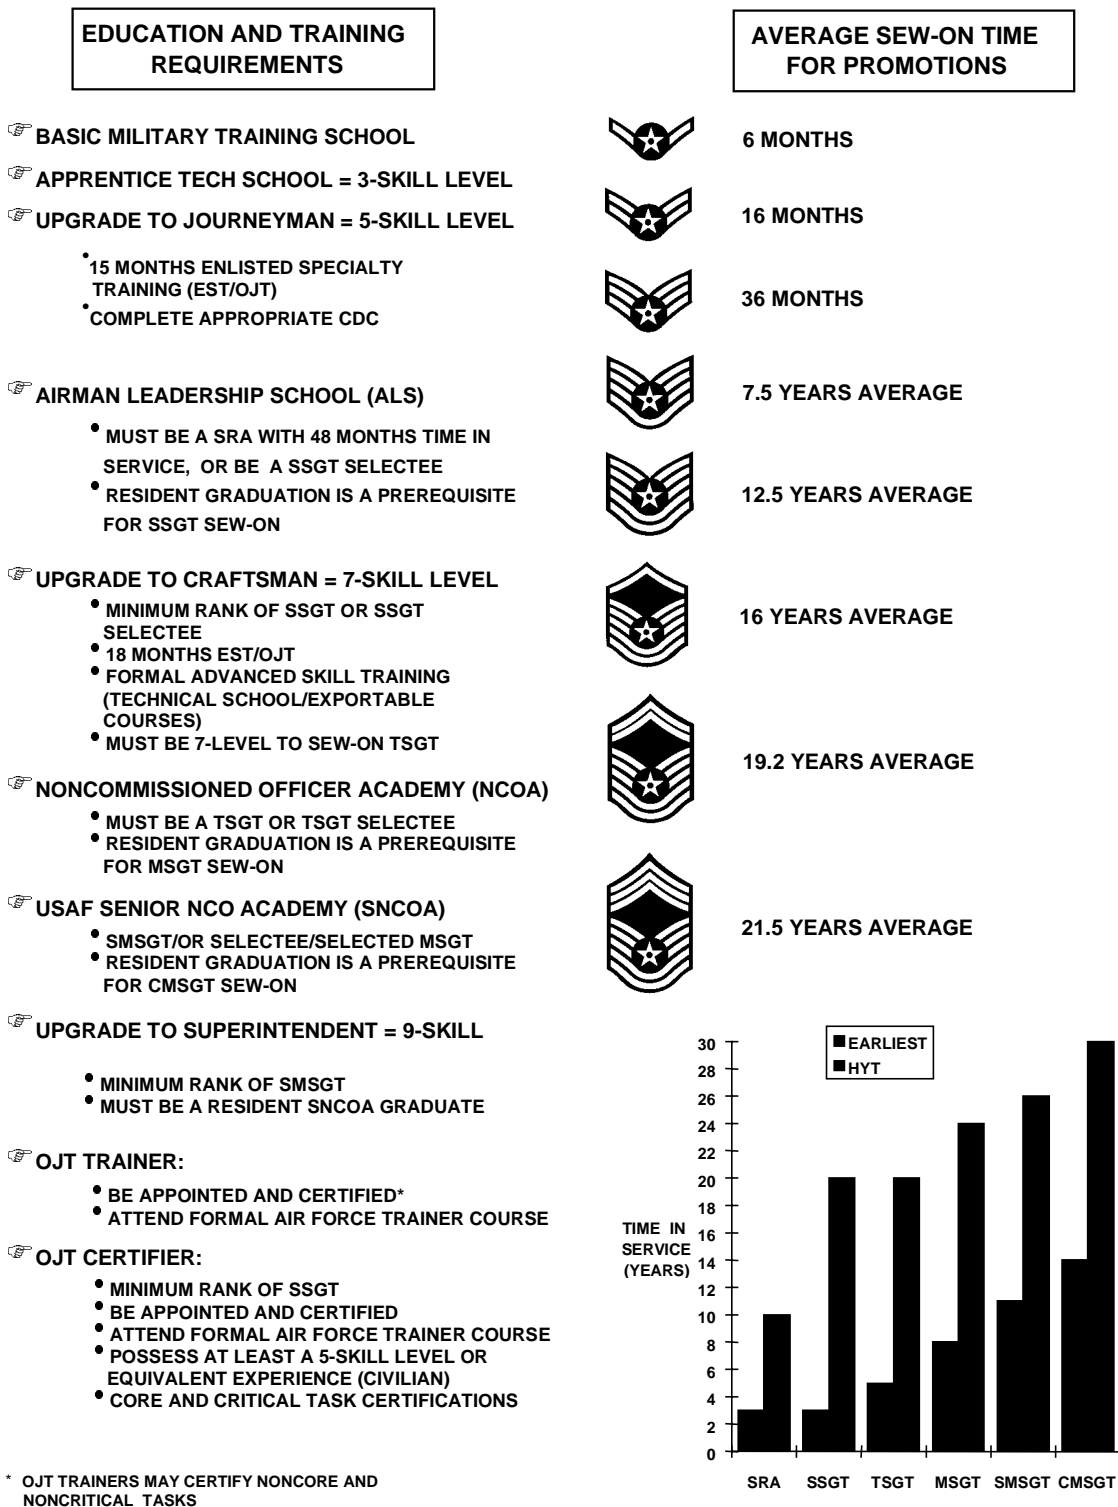 EDUCATION AND TRAINING
REQUIREMENTS
BASIC MILITARY TRAINING SCHOOL
APPRENTICE TECH SCHOOL = 3-SKILL LEVEL
UPGRADE TO JOURNEYMAN = 5-SKILL LEVEL
• 15 MONTHS ENLISTED SPECIALTY
TRAINING (EST/OJT)
• COMPLETE APPROPRIATE CDC
AIRMAN LEADERSHIP SCHOOL (ALS)
• MUST BE A SRA WITH 48 MONTHS TIME IN
SERVICE, OR BE A SSGT SELECTEE
• RESIDENT GRADUATION IS A PREREQUISITE
FOR SSGT SEW-ON
UPGRADE TO CRAFTSMAN = 7-SKILL LEVEL
• MINIMUM RANK OF SSGT OR SSGT
SELECTEE
• 18 MONTHS EST/OJT
• FORMAL ADVANCED SKILL TRAINING
(TECHNICAL SCHOOL/EXPORTABLE
COURSES)
• MUST BE 7-LEVEL TO SEW-ON TSGT
NONCOMMISSIONED OFFICER ACADEMY (NCOA)
• MUST BE A TSGT OR TSGT SELECTEE
• RESIDENT GRADUATION IS A PREREQUISITE
FOR MSGT SEW-ON
USAF SENIOR NCO ACADEMY (SNCOA)
• SMSGT/OR SELECTEE/SELECTED MSGT
• RESIDENT GRADUATION IS A PREREQUISITE
FOR CMSGT SEW-ON
UPGRADE TO SUPERINTENDENT = 9-SKILL
• MINIMUM RANK OF SMSGT
• MUST BE A RESIDENT SNCOA GRADUATE
OJT TRAINER:
• BE APPOINTED AND CERTIFIED*
• ATTEND FORMAL AIR FORCE TRAINER COURSE
OJT CERTIFIER:
• MINIMUM RANK OF SSGT
• BE APPOINTED AND CERTIFIED
• ATTEND FORMAL AIR FORCE TRAINER COURSE
• POSSESS AT LEAST A 5-SKILL LEVEL OR
EQUIVALENT EXPERIENCE (CIVILIAN)
• CORE AND CRITICAL TASK CERTIFICATIONS
* OJT TRAINERS MAY CERTIFY NONCORE AND
NONCRITICAL TASKS
AVERAGE SEW-ON TIME
FOR PROMOTIONS
6 MONTHS
16 MONTHS
36 MONTHS
7.5 YEARS AVERAGE
12.5 YEARS AVERAGE
16 YEARS AVERAGE
19.2 YEARS AVERAGE
21.5 YEARS AVERAGE
EARLIEST
HYT
TIME IN
SERVICE
(YEARS)
30
28
26
24
22
20
18
16
14
12
10
8
6
4
2
0
SRA SSGT TSGT MSGT SMSGT CMSGT